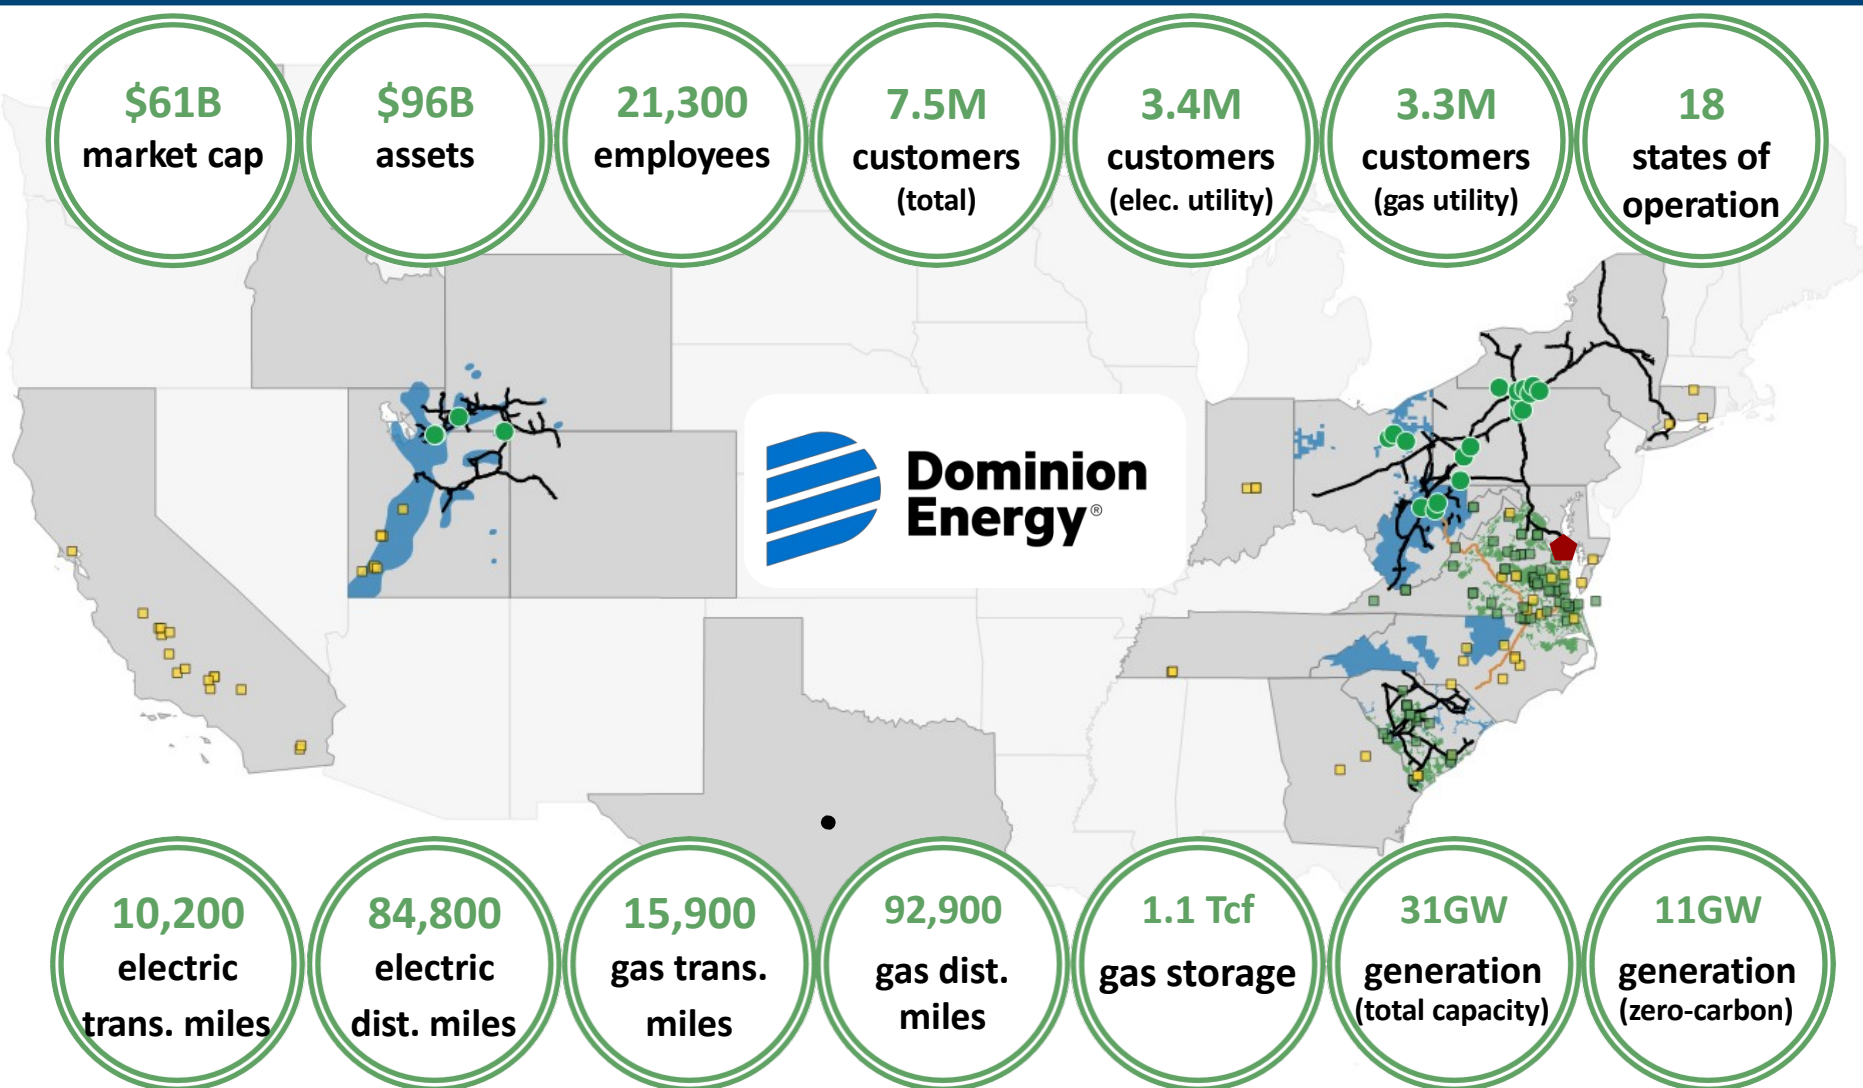 $61B
market cap
$96B
assets
21,300
employees
7.5M
customers
(total)
3.4M
customers
(elec. utility)
3.3M
customers
(gas utility)
18
states of
operation
Dominion
Energy®
10,200
electric
trans. miles
84,800
electric
dist. miles
15,900
gas trans.
miles
92,900
gas dist.
miles
1.1 Tcf
gas storage
31GW
generation
(total capacity)
11GW
generation
(zero-carbon)